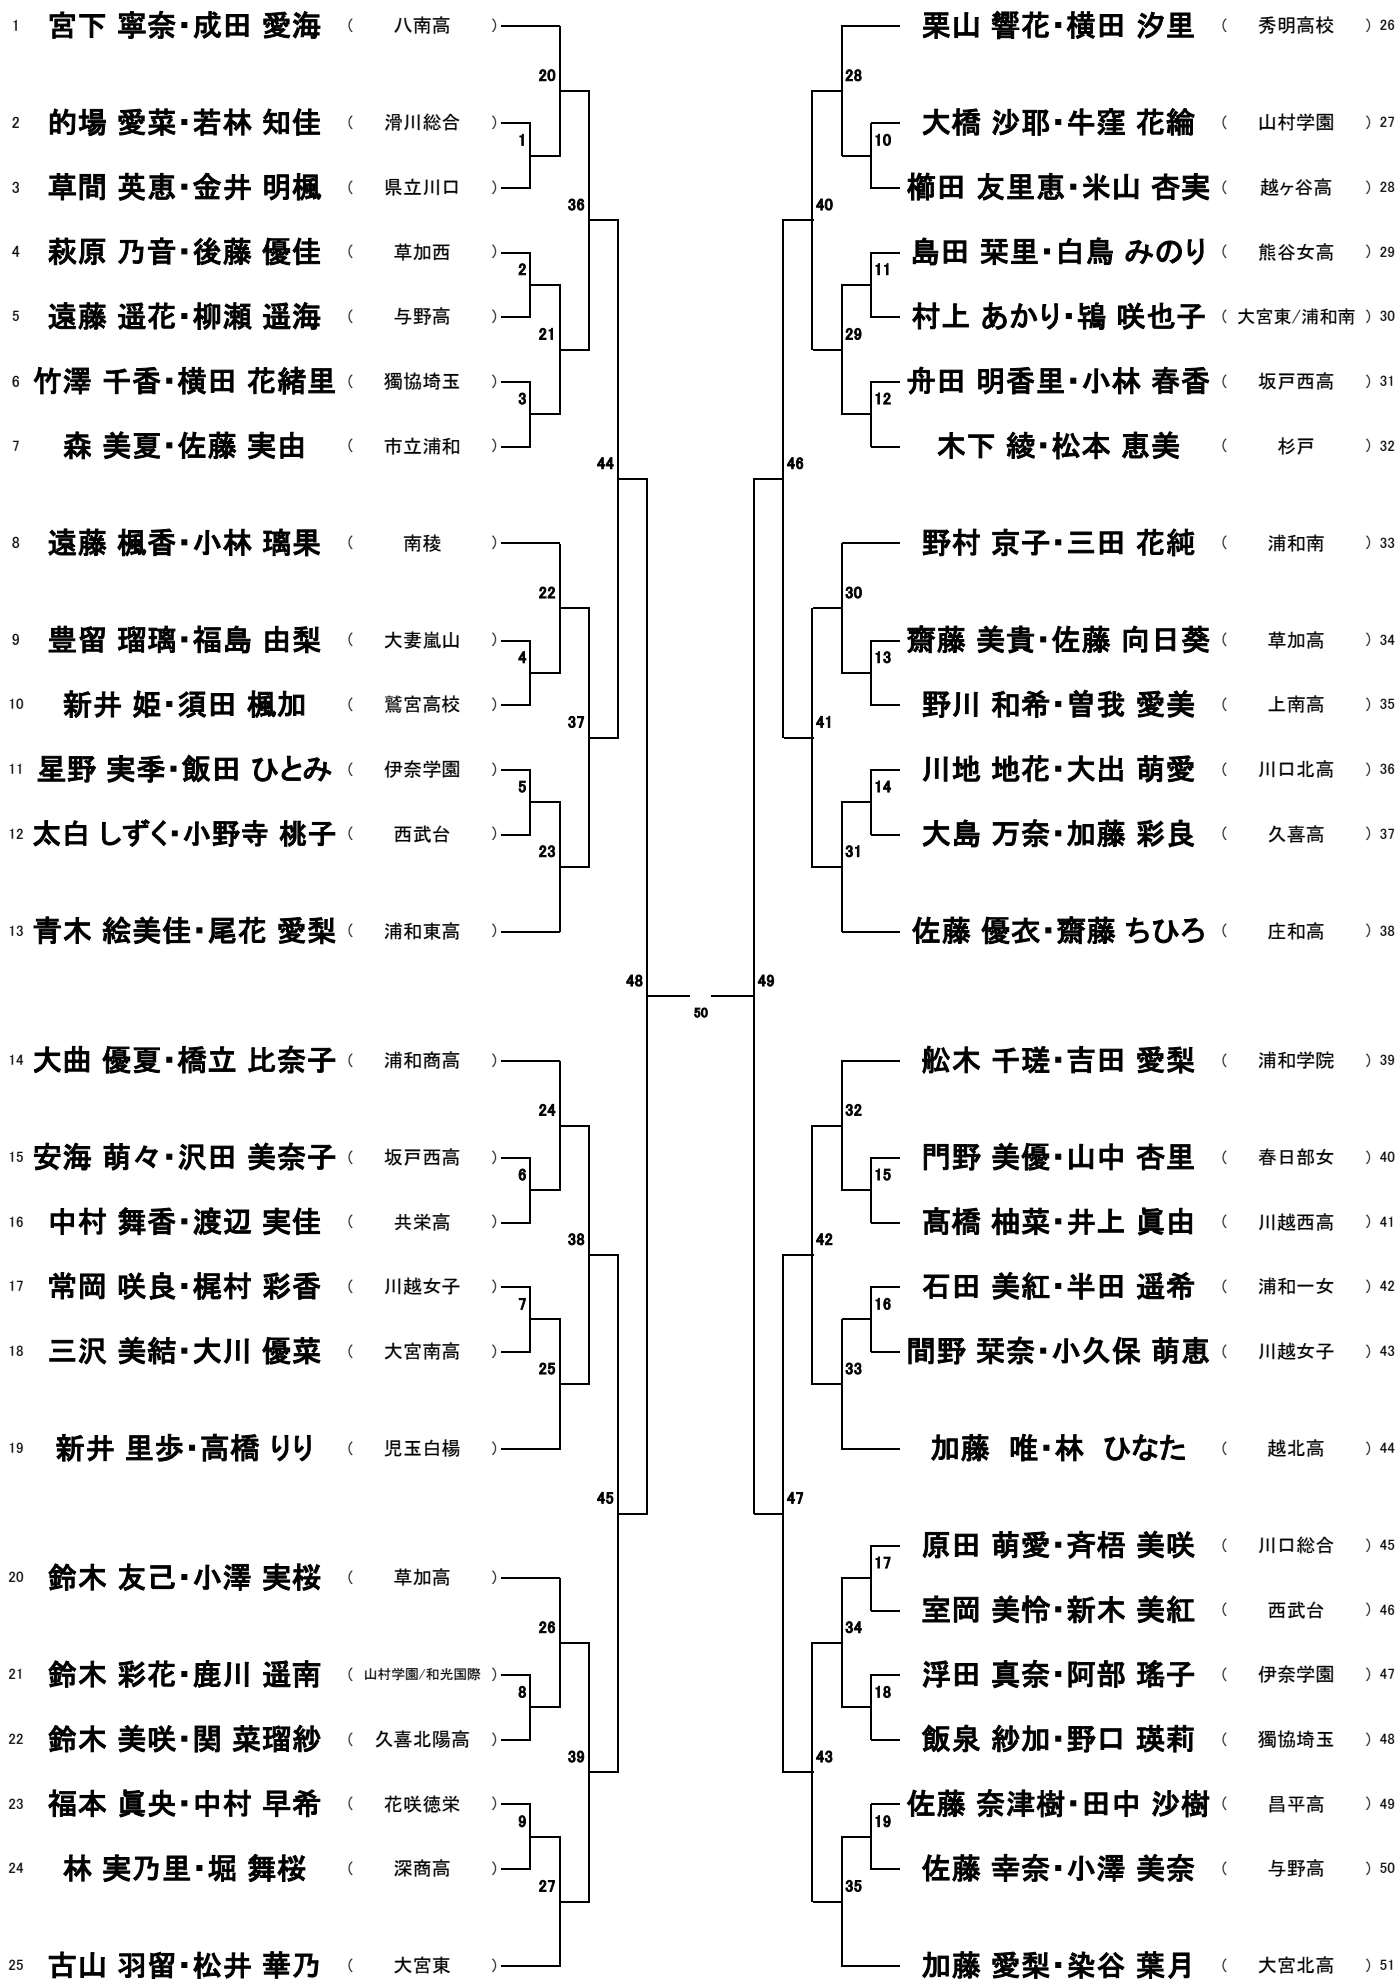 1 宮下 寧奈・成田 愛海 （ 八南高 ）
20
2 的場 愛菜・若林 知佳 （ 滑川総合 ）
1
3 草間 英恵・金井 明楓 （ 県立川口 ）
36
4 萩原 乃音・後藤 優佳 （ 草加西 ）
2
5 遠藤 遥花・柳瀬 遥海 （ 与野高 ）
21
6 竹澤 千香・横田 花緒里 （ 獨協埼玉 ）
3
7 森 美夏・佐藤 実由 （ 市立浦和 ）
44
8 遠藤 楓香・小林 璃果 （ 南稜 ）
22
9 豊留 瑠璃・福島 由梨 （ 大妻嵐山 ）
4
10 新井 姫・須田 楓加 （ 鷲宮高校 ）
37
11 星野 実季・飯田 ひとみ （ 伊奈学園 ）
5
12 太白 しずく・小野寺 桃子 （ 西武台 ）
23
13 青木 絵美佳・尾花 愛梨 （ 浦和東高 ）
48
14 大曲 優夏・橋立 比奈子 （ 浦和商高 ）
24
15 安海 萌々・沢田 美奈子 （ 坂戸西高 ）
6
16 中村 舞香・渡辺 実佳 （ 共栄高 ）
38
17 常岡 咲良・梶村 彩香 （ 川越女子 ）
7
18 三沢 美結・大川 優菜 （ 大宮南高 ）
25
19 新井 里歩・高橋 りり （ 児玉白楊 ）
45
20 鈴木 友己・小澤 実桜 （ 草加高 ）
26
21 鈴木 彩花・鹿川 遥南 （ 山村学園/和光国際 ）
8
22 鈴木 美咲・関 菜瑠紗 （ 久喜北陽高 ）
39
23 福本 眞央・中村 早希 （ 花咲徳栄 ）
9
24 林 実乃里・堀 舞桜 （ 深商高 ）
27
25 古山 羽留・松井 華乃 （ 大宮東 ）
50
栗山 響花・横田 汐里 （ 秀明高校 ） 26
28
大橋 沙耶・牛窪 花綸 （ 山村学園 ） 27
10
櫛田 友里恵・米山 杏実 （ 越ヶ谷高 ） 28
40
島田 栞里・白鳥 みのり （ 熊谷女高 ） 29
11
村上 あかり・鴇 咲也子 （ 大宮東/浦和南 ） 30
29
舟田 明香里・小林 春香 （ 坂戸西高 ） 31
12
木下 綾・松本 恵美 （ 杉戸 ） 32
46
野村 京子・三田 花純 （ 浦和南 ） 33
30
齋藤 美貴・佐藤 向日葵 （ 草加高 ） 34
13
野川 和希・曽我 愛美 （ 上南高 ） 35
41
川地 地花・大出 萌愛 （ 川口北高 ） 36
14
大島 万奈・加藤 彩良 （ 久喜高 ） 37
31
佐藤 優衣・齋藤 ちひろ （ 庄和高 ） 38
49
舩木 千瑳・吉田 愛梨 （ 浦和学院 ） 39
32
門野 美優・山中 杏里 （ 春日部女 ） 40
15
髙橋 柚菜・井上 眞由 （ 川越西高 ） 41
42
石田 美紅・半田 遥希 （ 浦和一女 ） 42
16
間野 栞奈・小久保 萌恵 （ 川越女子 ） 43
33
加藤 唯・林 ひなた （ 越北高 ） 44
47
原田 萌愛・斉梧 美咲 （ 川口総合 ） 45
17
室岡 美怜・新木 美紅 （ 西武台 ） 46
34
浮田 真奈・阿部 瑤子 （ 伊奈学園 ） 47
18
飯泉 紗加・野口 瑛莉 （ 獨協埼玉 ） 48
43
佐藤 奈津樹・田中 沙樹 （ 昌平高 ） 49
19
佐藤 幸奈・小澤 美奈 （ 与野高 ） 50
35
加藤 愛梨・染谷 葉月 （ 大宮北高 ） 51